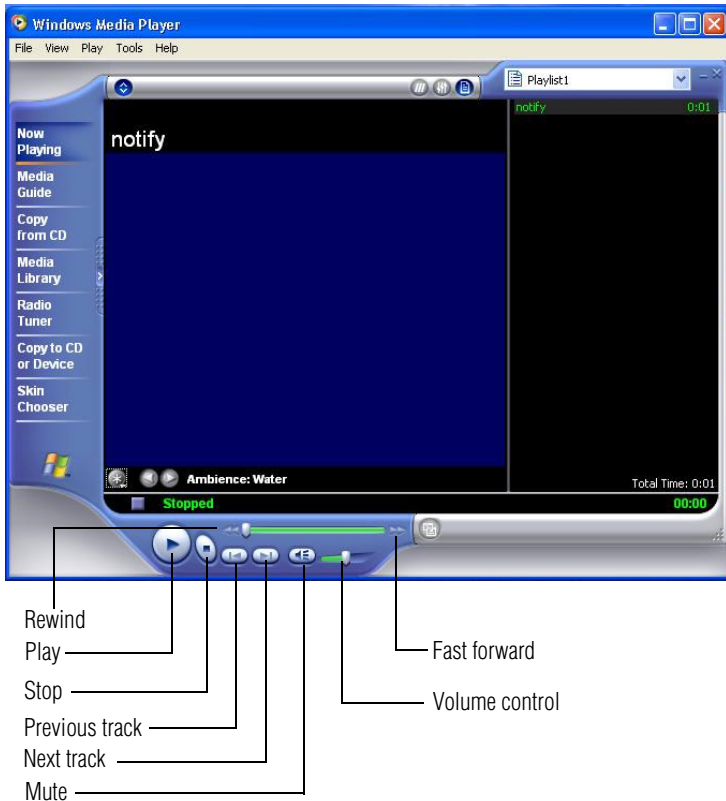 Windows Media Player
File View Play Tools Help
Playlist1
Now
Playing
Media
Guide
Copy
from CD
Media
Library
Radio
Tuner
Copy to CD
or Device
Skin
Chooser
notify
notify 0:01
Ambience: Water
Total Time: 0:01
Stopped 00:00
Rewind
Play
Stop
Previous track
Next track
Mute
Fast forward
Volume control